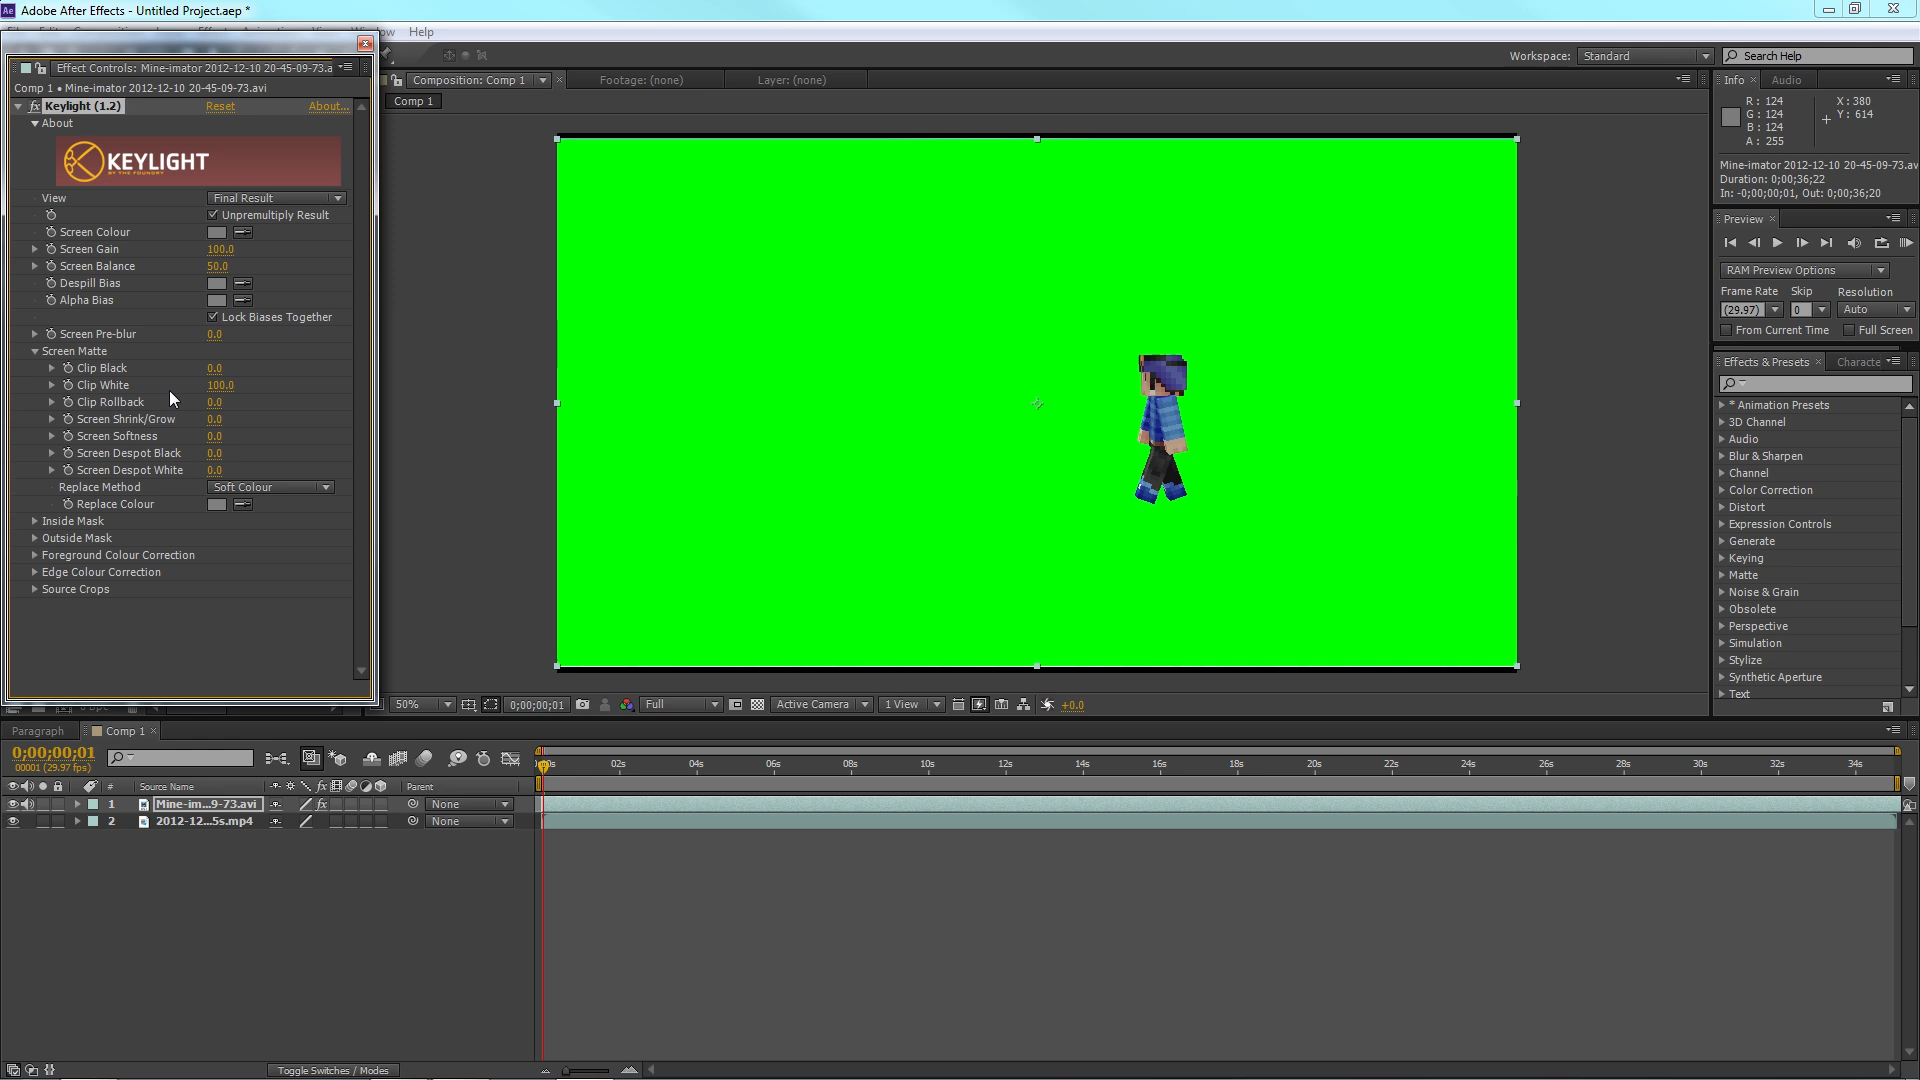 Adobe After Effects - Untitled Project.aep *
Help
Workspace: Standard
Search Help
Effect Controls: Mine-imator 2012-12-10 20-45-09-73.a
Comp 1 • Mine-imator 2012-12-10 20-45-09-73.avi
fx Keylight (1.2) Reset About...
About
KEYLIGHT
BY THE FOUNDRY
View Final Result
Unpremultiply Result
Screen Colour
Screen Gain 100.0
Screen Balance 50.0
Despill Bias
Alpha Bias
Lock Biases Together
Screen Pre-blur 0.0
Screen Matte
Clip Black 0.0
Clip White 100.0
Clip Rollback 0.0
Screen Shrink/Grow 0.0
Screen Softness 0.0
Screen Despot Black 0.0
Screen Despot White 0.0
Replace Method Soft Colour
Replace Colour
Inside Mask
Outside Mask
Foreground Colour Correction
Edge Colour Correction
Source Crops
Composition: Comp 1 Footage: (none) Layer: (none)
Comp 1
50% 0;00;00;01 Full Active Camera 1 View +0.0
Info Audio
R: 124 X: 380
G: 124 Y: 614
B: 124
A: 255
Mine-imator 2012-12-10 20-45-09-73.av
Duration: 0;00;36;22
In: -0;00;00;01, Out: 0;00;36;20
Preview
RAM Preview Options
Frame Rate Skip Resolution
(29.97) 0 Auto
From Current Time Full Screen
Effects & Presets Characte
* Animation Presets
3D Channel
Audio
Blur & Sharpen
Channel
Color Correction
Distort
Expression Controls
Generate
Keying
Matte
Noise & Grain
Obsolete
Perspective
Simulation
Stylize
Synthetic Aperture
Text
Paragraph Comp 1
0;00;00;01
00001 (29.97 fps)
# Source Name fx Parent
1 Mine-im...9-73.avi fx None
2 2012-12...5s.mp4 None
02s 04s 06s 08s 10s 12s 14s 16s 18s 20s 22s 24s 26s 28s 30s 32s 34s
Toggle Switches / Modes